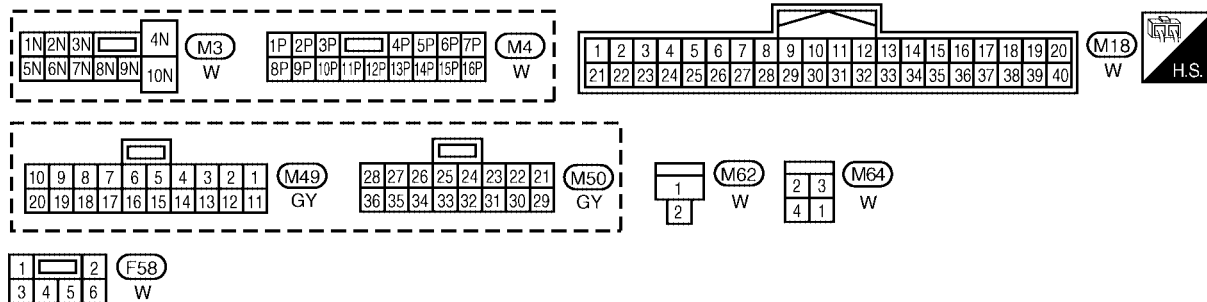 1N 2N 3N 4N M3
5N 6N 7N 8N 9N 10N W
1P 2P 3P 4P 5P 6P 7P M4
8P 9P 10P 11P 12P 13P 14P 15P 16P W
1 2 3 4 5 6 7 8 9 10 11 12 13 14 15 16 17 18 19 20 M18
21 22 23 24 25 26 27 28 29 30 31 32 33 34 35 36 37 38 39 40 W
H.S.
10 9 8 7 6 5 4 3 2 1 M49
20 19 18 17 16 15 14 13 12 11 GY
28 27 26 25 24 23 22 21 M50
36 35 34 33 32 31 30 29 GY
1 M62
2 W
2 3 M64
4 1 W
1 2 F58
3 4 5 6 W